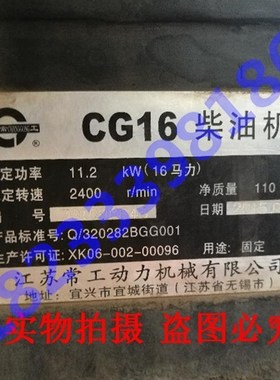 CG16 柴油机
定功率 11.2 kW(16马力)
定转速 2400 r/min 净质量 110
号 日期
产品标准号: Q/320282BGG001
生产许可证: XK06-002-00096 用途: 固定
江苏常工动力机械有限公司
地址: 宜兴市宜城街道(江苏省无锡市)
实物拍摄 盗图必究